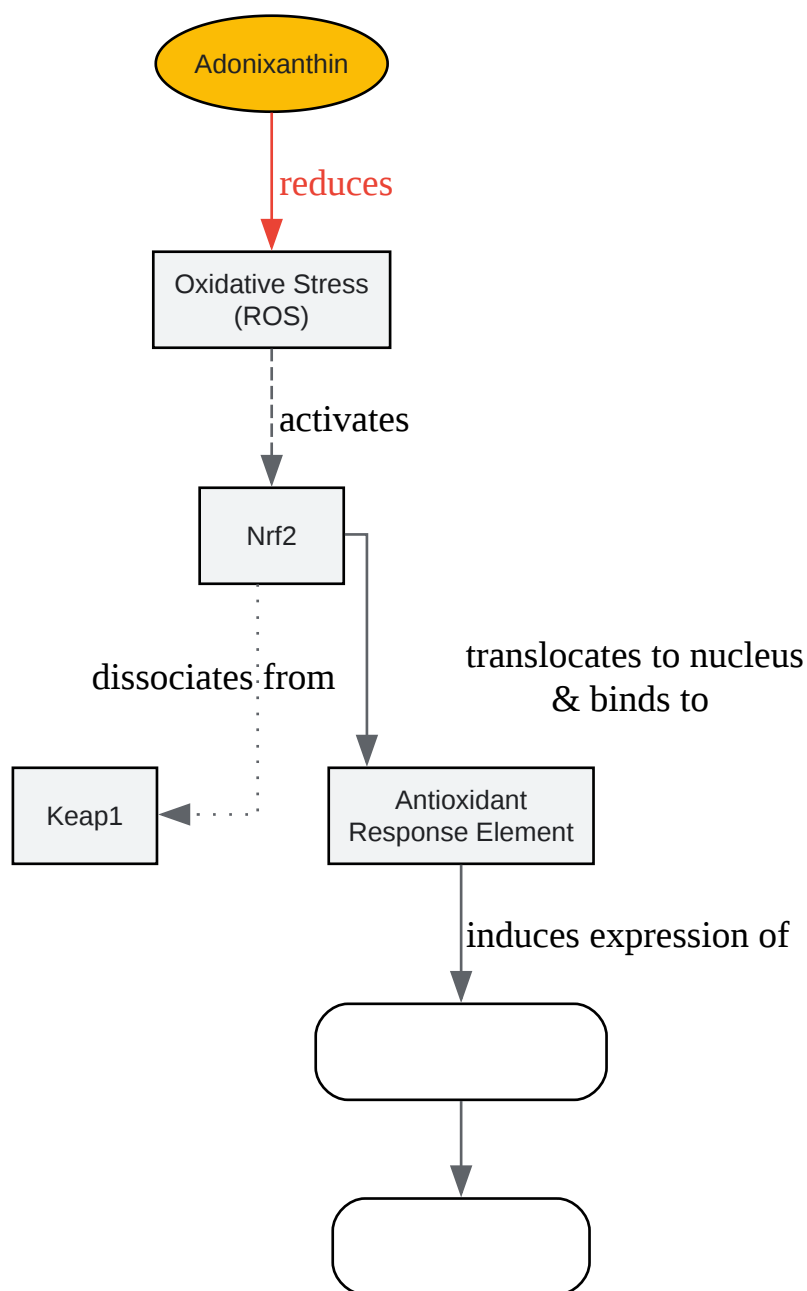 Adonixanthin
reduces
Oxidative Stress
(ROS)
activates
Nrf2
translocates to nucleus
& binds to
dissociates from
Keap1
Antioxidant
Response Element
induces expression of